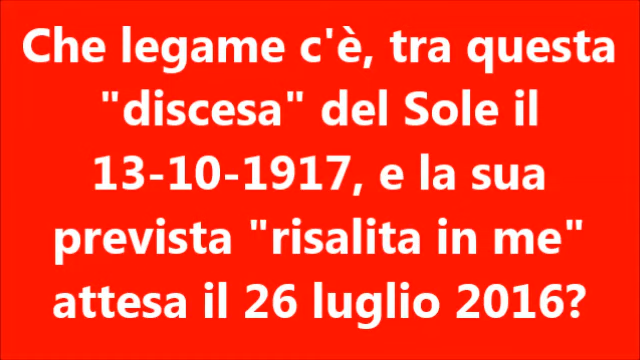 Che legame c'è, tra questa
"discesa" del Sole il
13-10-1917, e la sua
prevista "risalita in me"
attesa il 26 luglio 2016?